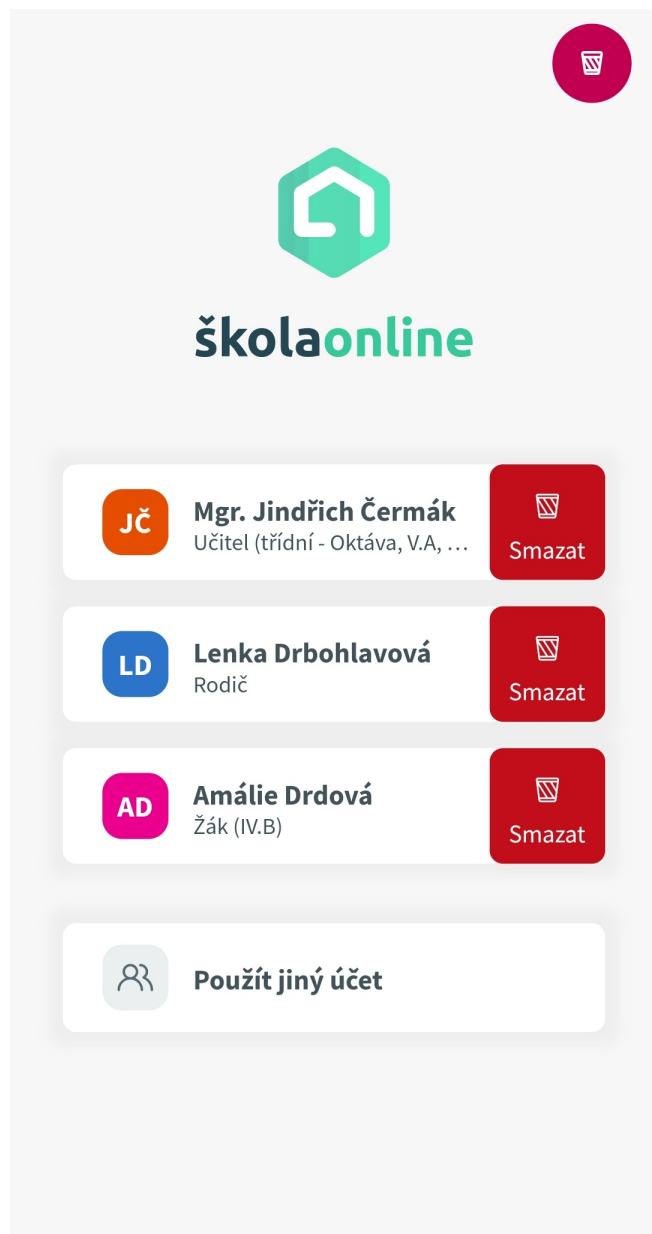 školaonline
JČ
Mgr. Jindřich Čermák
Učitel (třídní - Oktáva, V.A, …
Smazat
LD
Lenka Drbohlavová
Rodič
Smazat
AD
Amálie Drdová
Žák (IV.B)
Smazat
Použít jiný účet